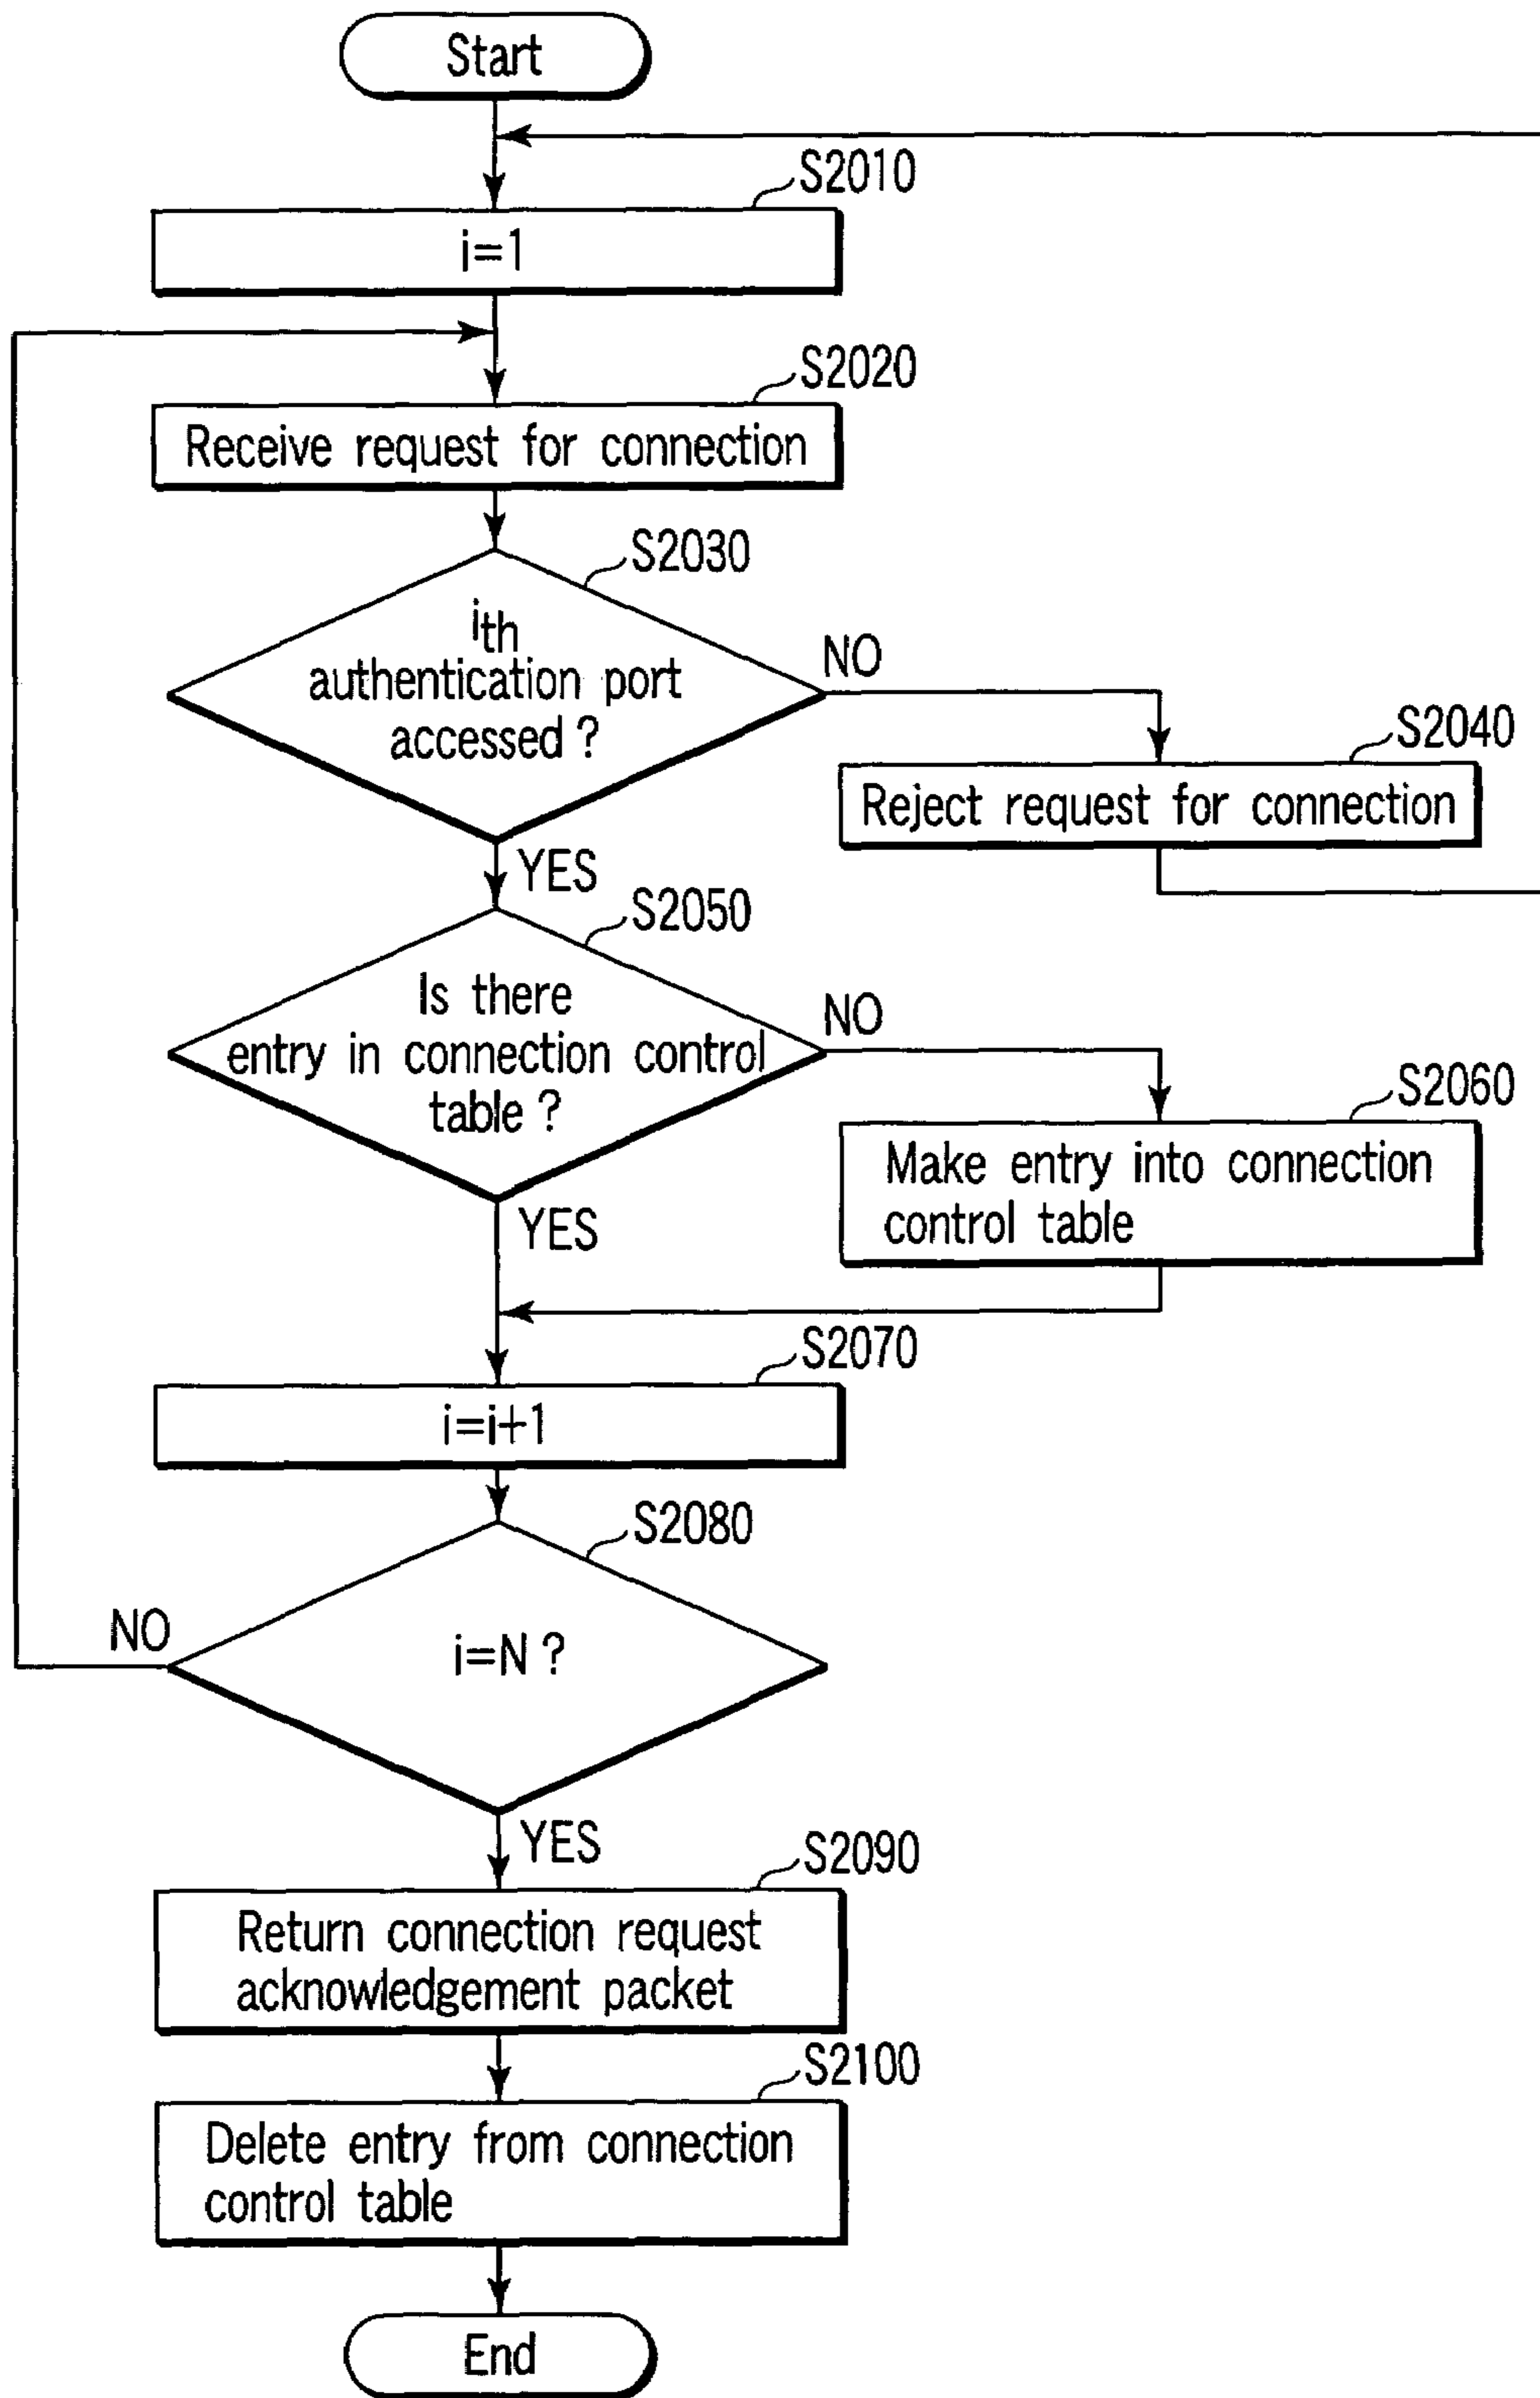 Start
S2010
i=1
S2020
Receive request for connection
S2030
ith
authentication port
accessed ?
NO
S2040
Reject request for connection
YES
S2050
Is there
entry in connection control
table ?
NO
S2060
Make entry into connection
control table
YES
S2070
i=i+1
S2080
NO
i=N ?
YES
S2090
Return connection request
acknowledgement packet
S2100
Delete entry from connection
control table
End